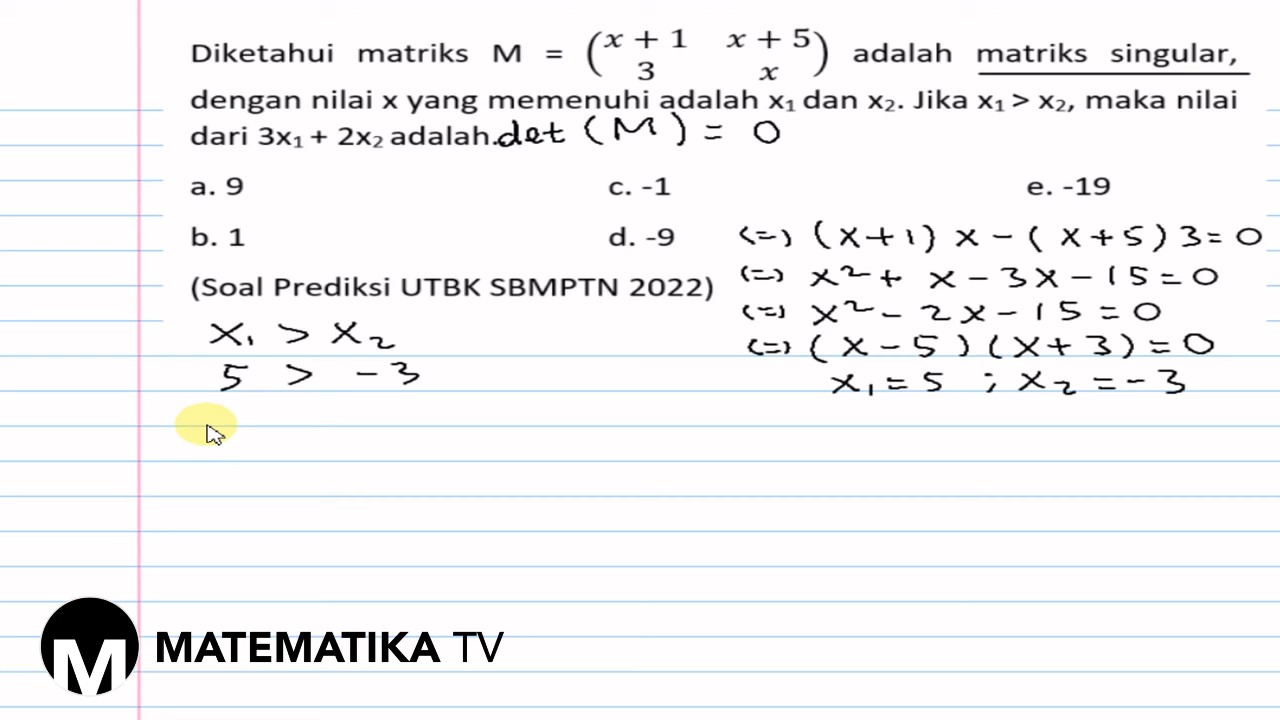 Diketahui matriks M = (x + 1 x + 5
3 x) adalah matriks singular,
dengan nilai x yang memenuhi adalah x₁ dan x₂. Jika x₁ > x₂, maka nilai
dari 3x₁ + 2x₂ adalah. det (M) = 0
a. 9 c. -1 e. -19
b. 1 d. -9
(=) (x+1) x - (x+5) 3 = 0
(Soal Prediksi UTBK SBMPTN 2022)
(=) x² + x - 3x - 15 = 0
(=) x² - 2x - 15 = 0
(=) (x - 5) (x + 3) = 0
x₁ = 5 ; x₂ = - 3
x₁ > x₂
5 > - 3
M MATEMATIKA TV